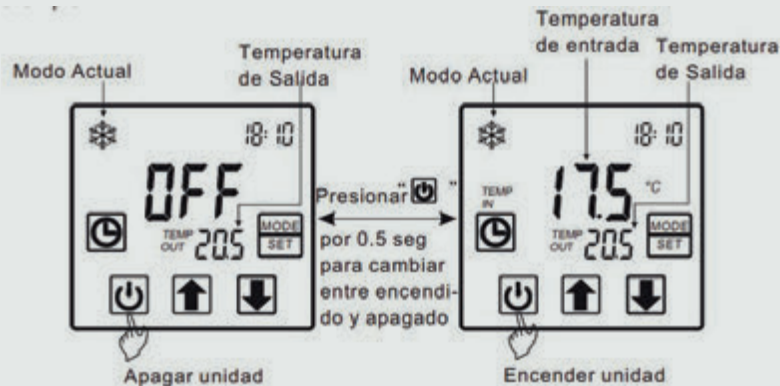 Temperatura
de Salida
Modo Actual
18:10
OFF
TEMP
OUT
20.5
MODE
SET
Apagar unidad
Presionar “ ”
por 0.5 seg
para cambiar
entre encendi-
do y apagado
Temperatura
de entrada
Temperatura
de Salida
Modo Actual
18:10
TEMP
IN
17.5
°C
TEMP
OUT
20.5
MODE
SET
Encender unidad